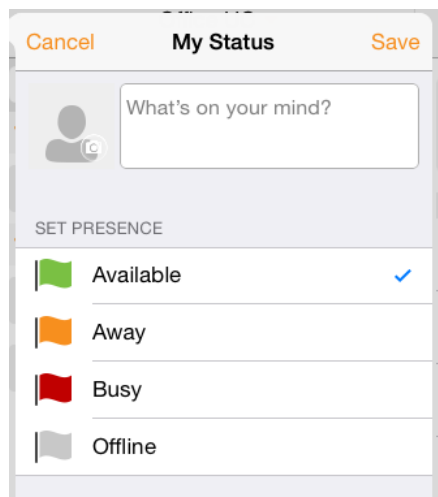 Cancel My Status Save
What's on your mind?
SET PRESENCE
Available
Away
Busy
Offline